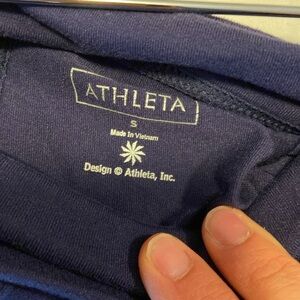 ATHLETA
S
Made in Vietnam
Design © Athleta, Inc.